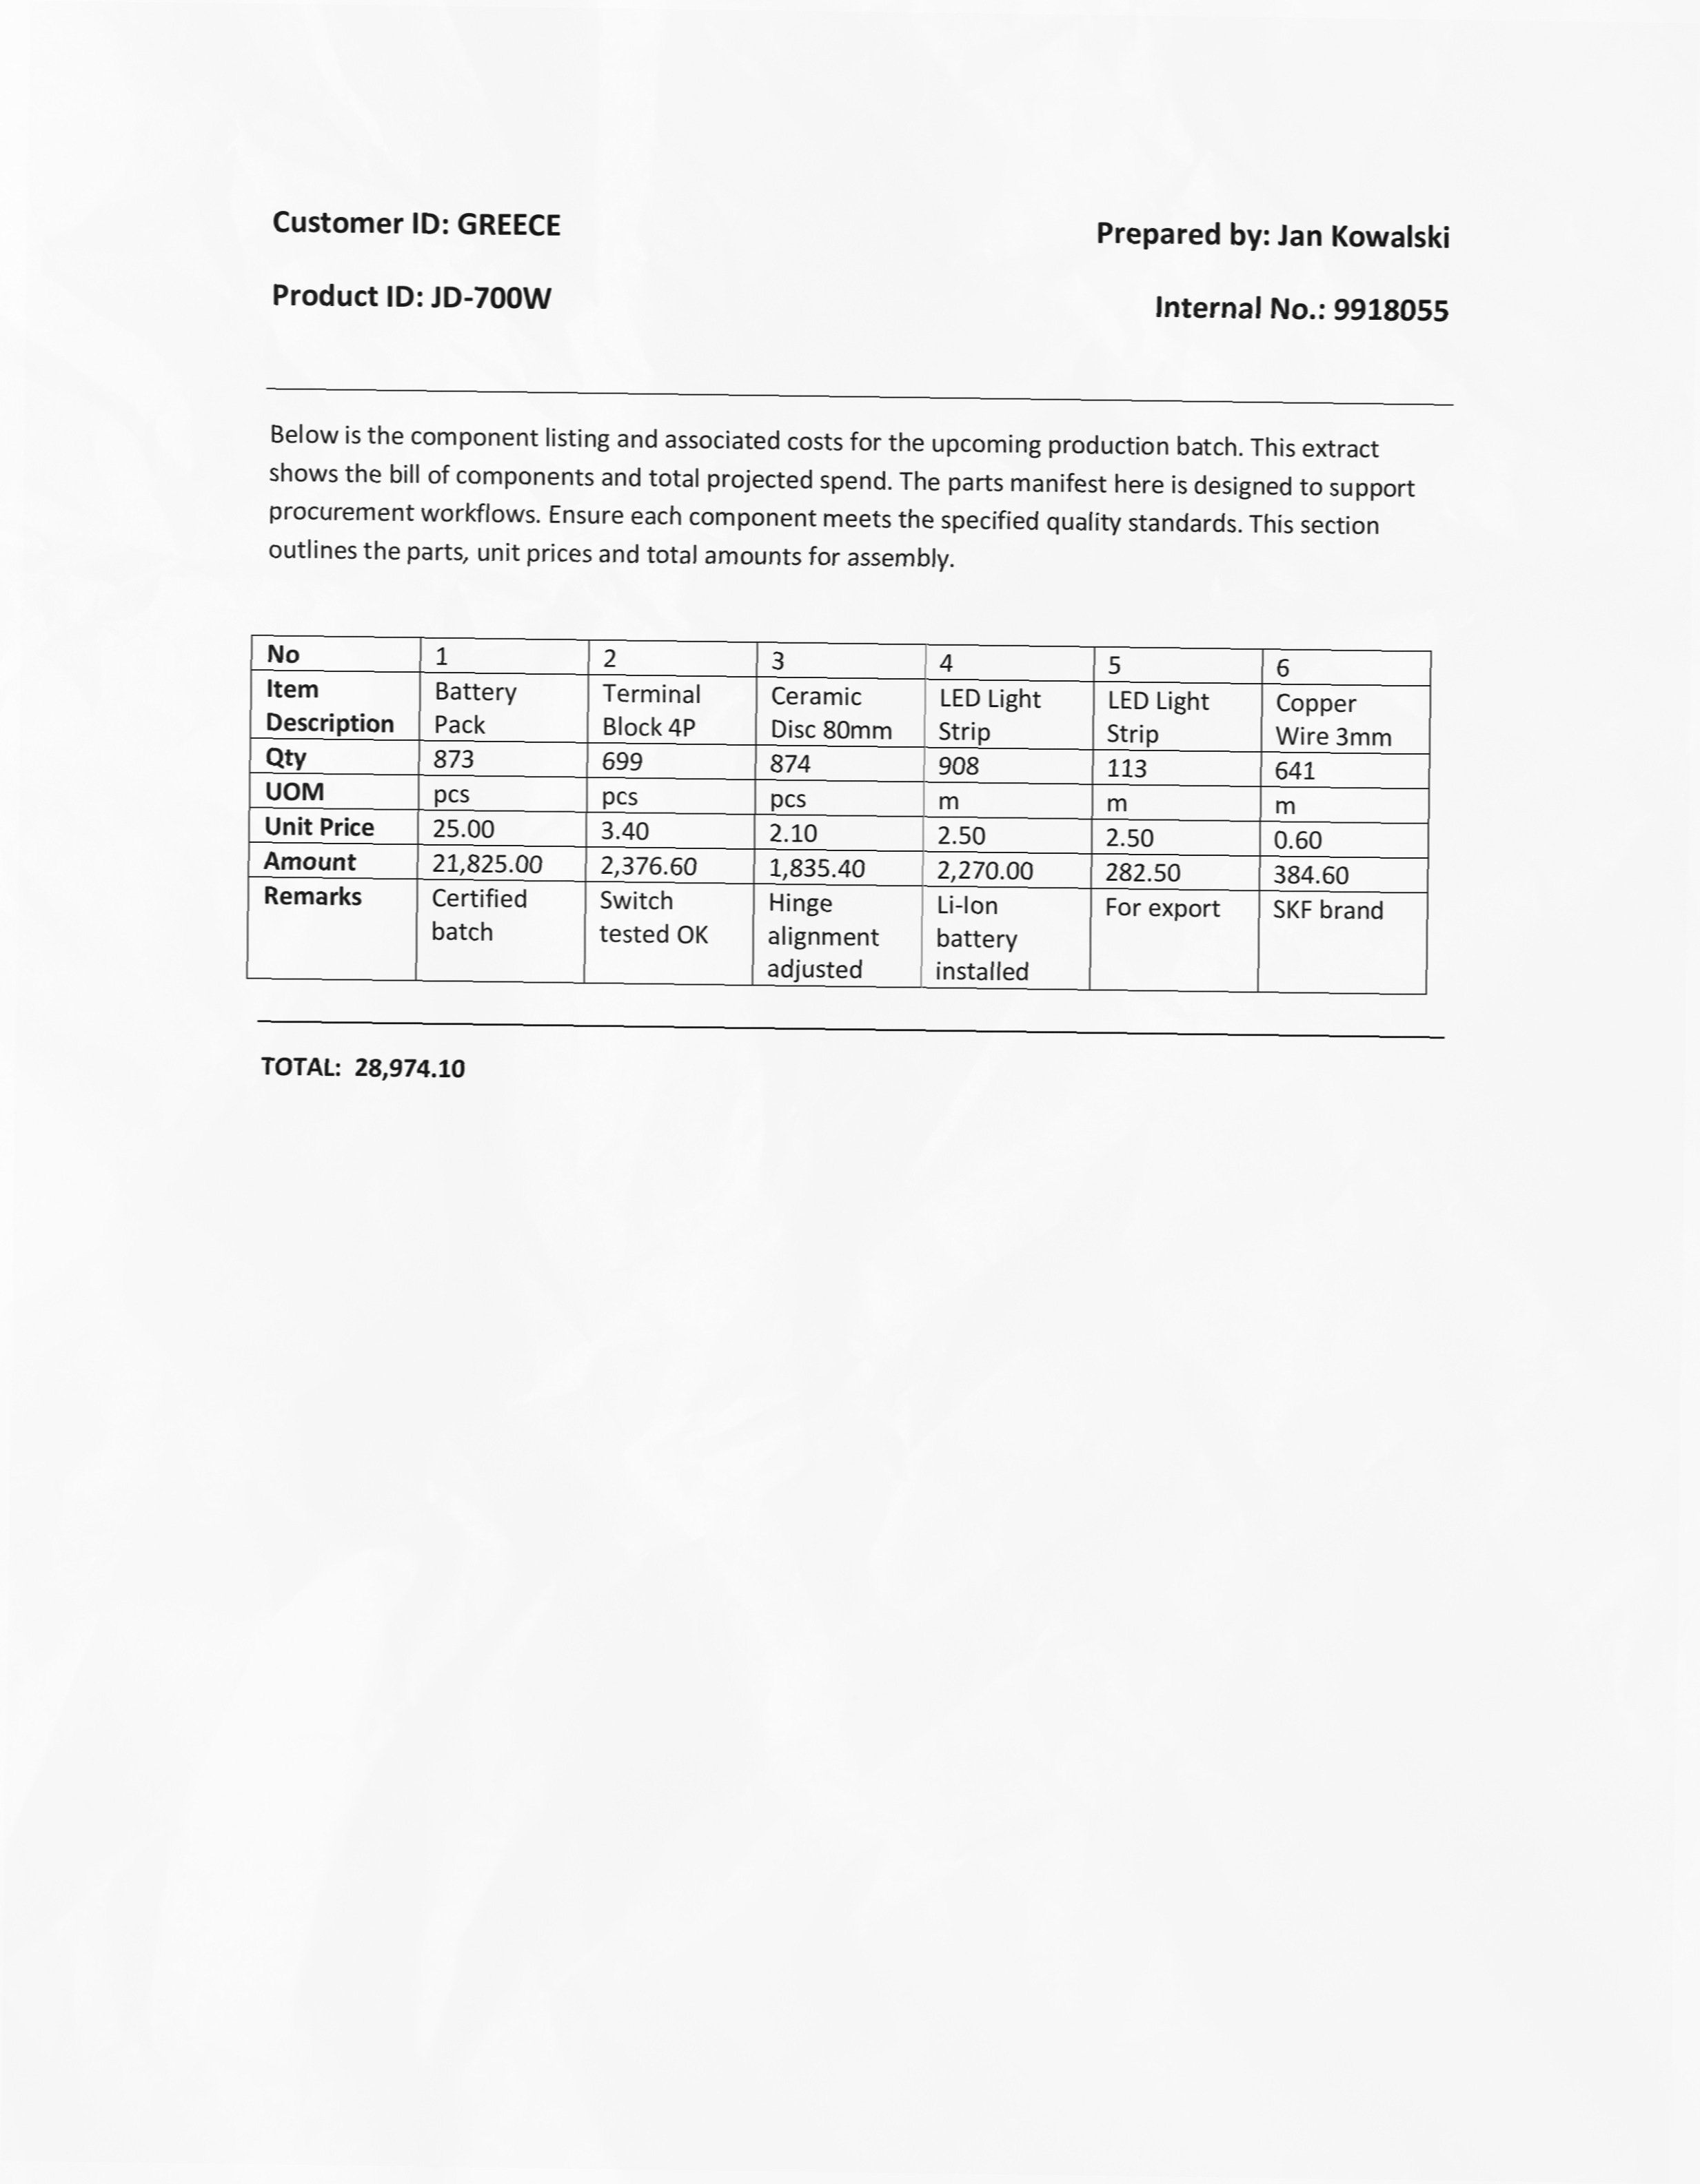 Customer ID: GREECE
Prepared by: Jan Kowalski
Product ID: JD-700W
Internal No.: 9918055
Below is the component listing and associated costs for the upcoming production batch. This extract
shows the bill of components and total projected spend. The parts manifest here is designed to support
procurement workflows. Ensure each component meets the specified quality standards. This section
outlines the parts, unit prices and total amounts for assembly.
No 1 2 3 4 5 6
Item Battery Terminal Ceramic LED Light LED Light Copper
Description Pack Block 4P Disc 80mm Strip Strip Wire 3mm
Qty 873 699 874 908 113 641
UOM pcs pcs pcs m m m
Unit Price 25.00 3.40 2.10 2.50 2.50 0.60
Amount 21,825.00 2,376.60 1,835.40 2,270.00 282.50 384.60
Remarks Certified Switch Hinge Li-Ion For export SKF brand
batch tested OK alignment battery
adjusted installed
TOTAL: 28,974.10